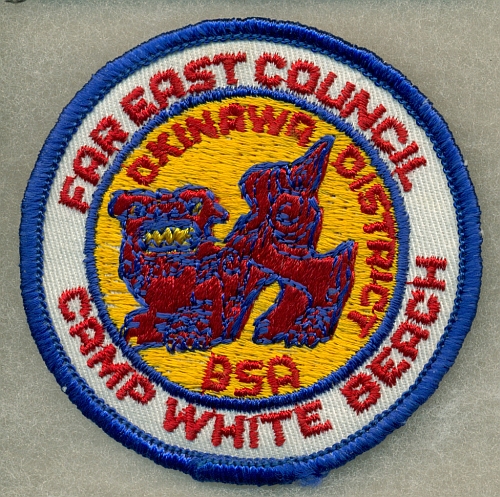 FAR EAST COUNCIL
OKINAWA DISTRICT
BSA
CAMP WHITE BEACH